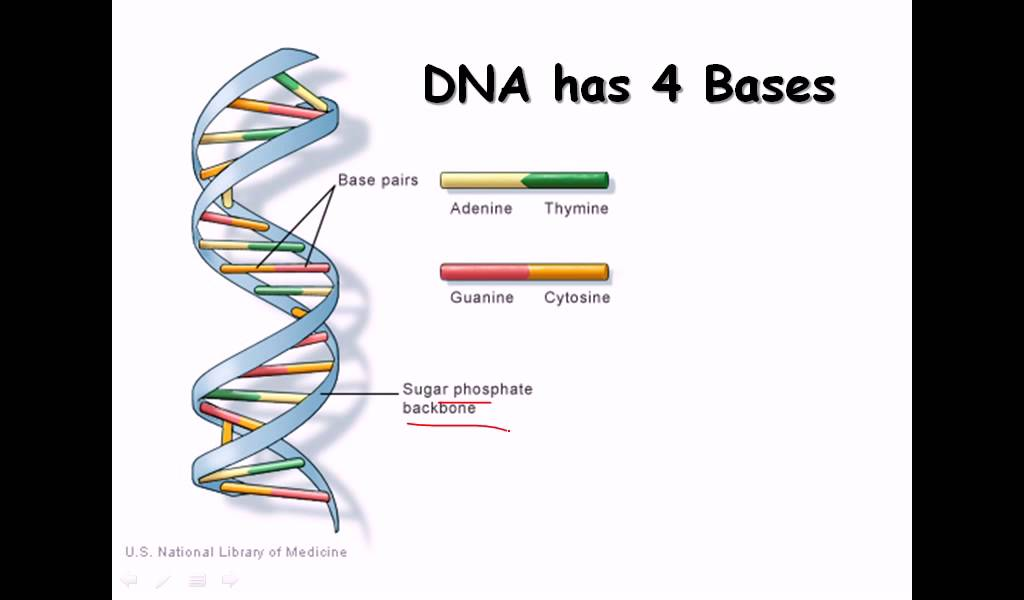 DNA has 4 Bases
Base pairs
Adenine Thymine
Guanine Cytosine
Sugar phosphate
backbone
U.S. National Library of Medicine